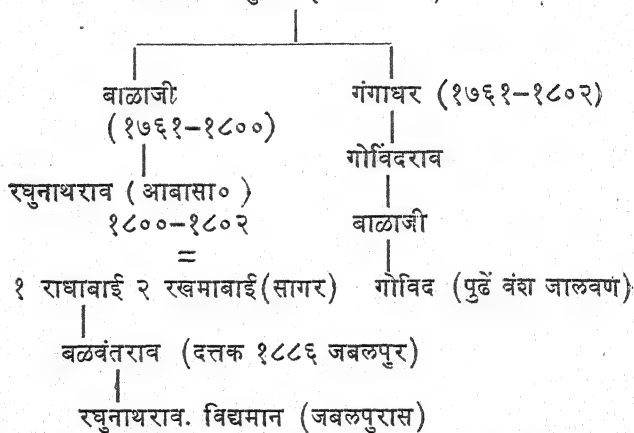 बाळाजी गंगाधर (१७६१-१८०२)
(१७६१-१८००)
गोविंदराव
रघुनाथराव (आबासा०)
१८००-१८०२ बाळाजी
=
१ राधाबाई २ रखमाबाई(सागर) गोविद (पुढें वंश जालवण)
बळवंतराव (दत्तक १८८६ जबलपुर)
रघुनाथराव. विद्यमान (जबलपुरास)